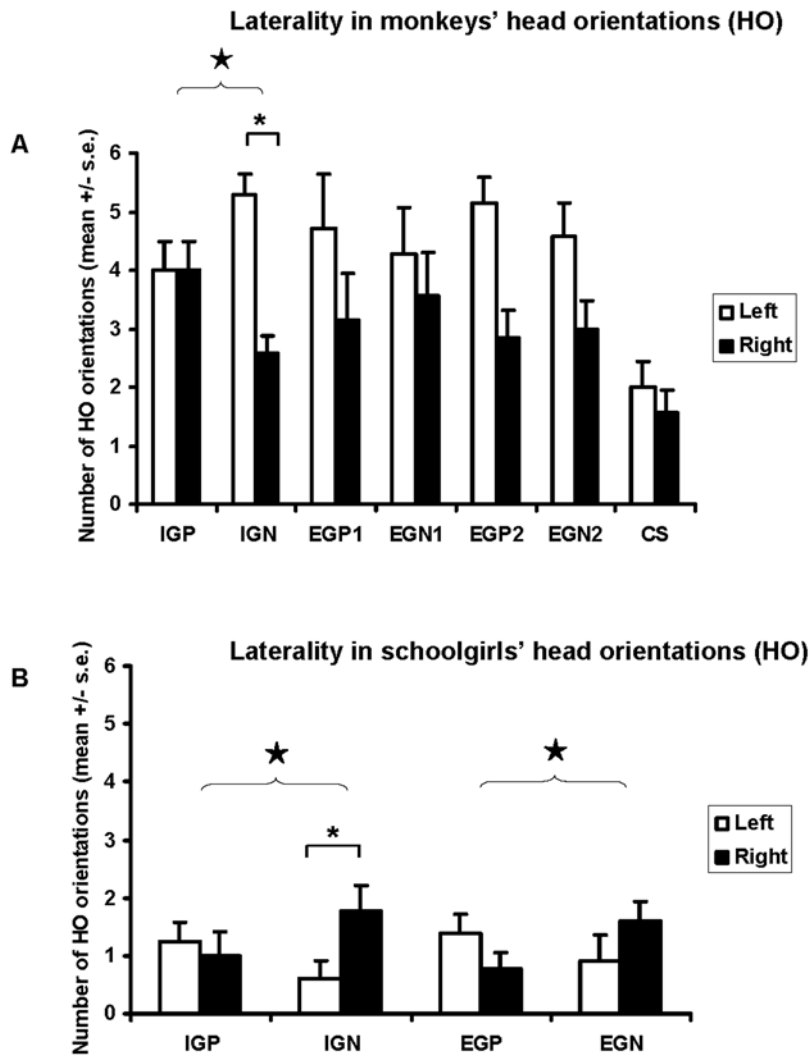 Laterality in monkeys' head orientations (HO)
A
Number of HO orientations (mean +/- s.e.)
*
6
5
4
3
2
1
0
IGP IGN EGP1 EGN1 EGP2 EGN2 CS
Left
Right
Laterality in schoolgirls' head orientations (HO)
B
Number of HO orientations (mean +/- s.e.)
*
6
5
4
3
2
1
0
IGP IGN EGP EGN
Left
Right